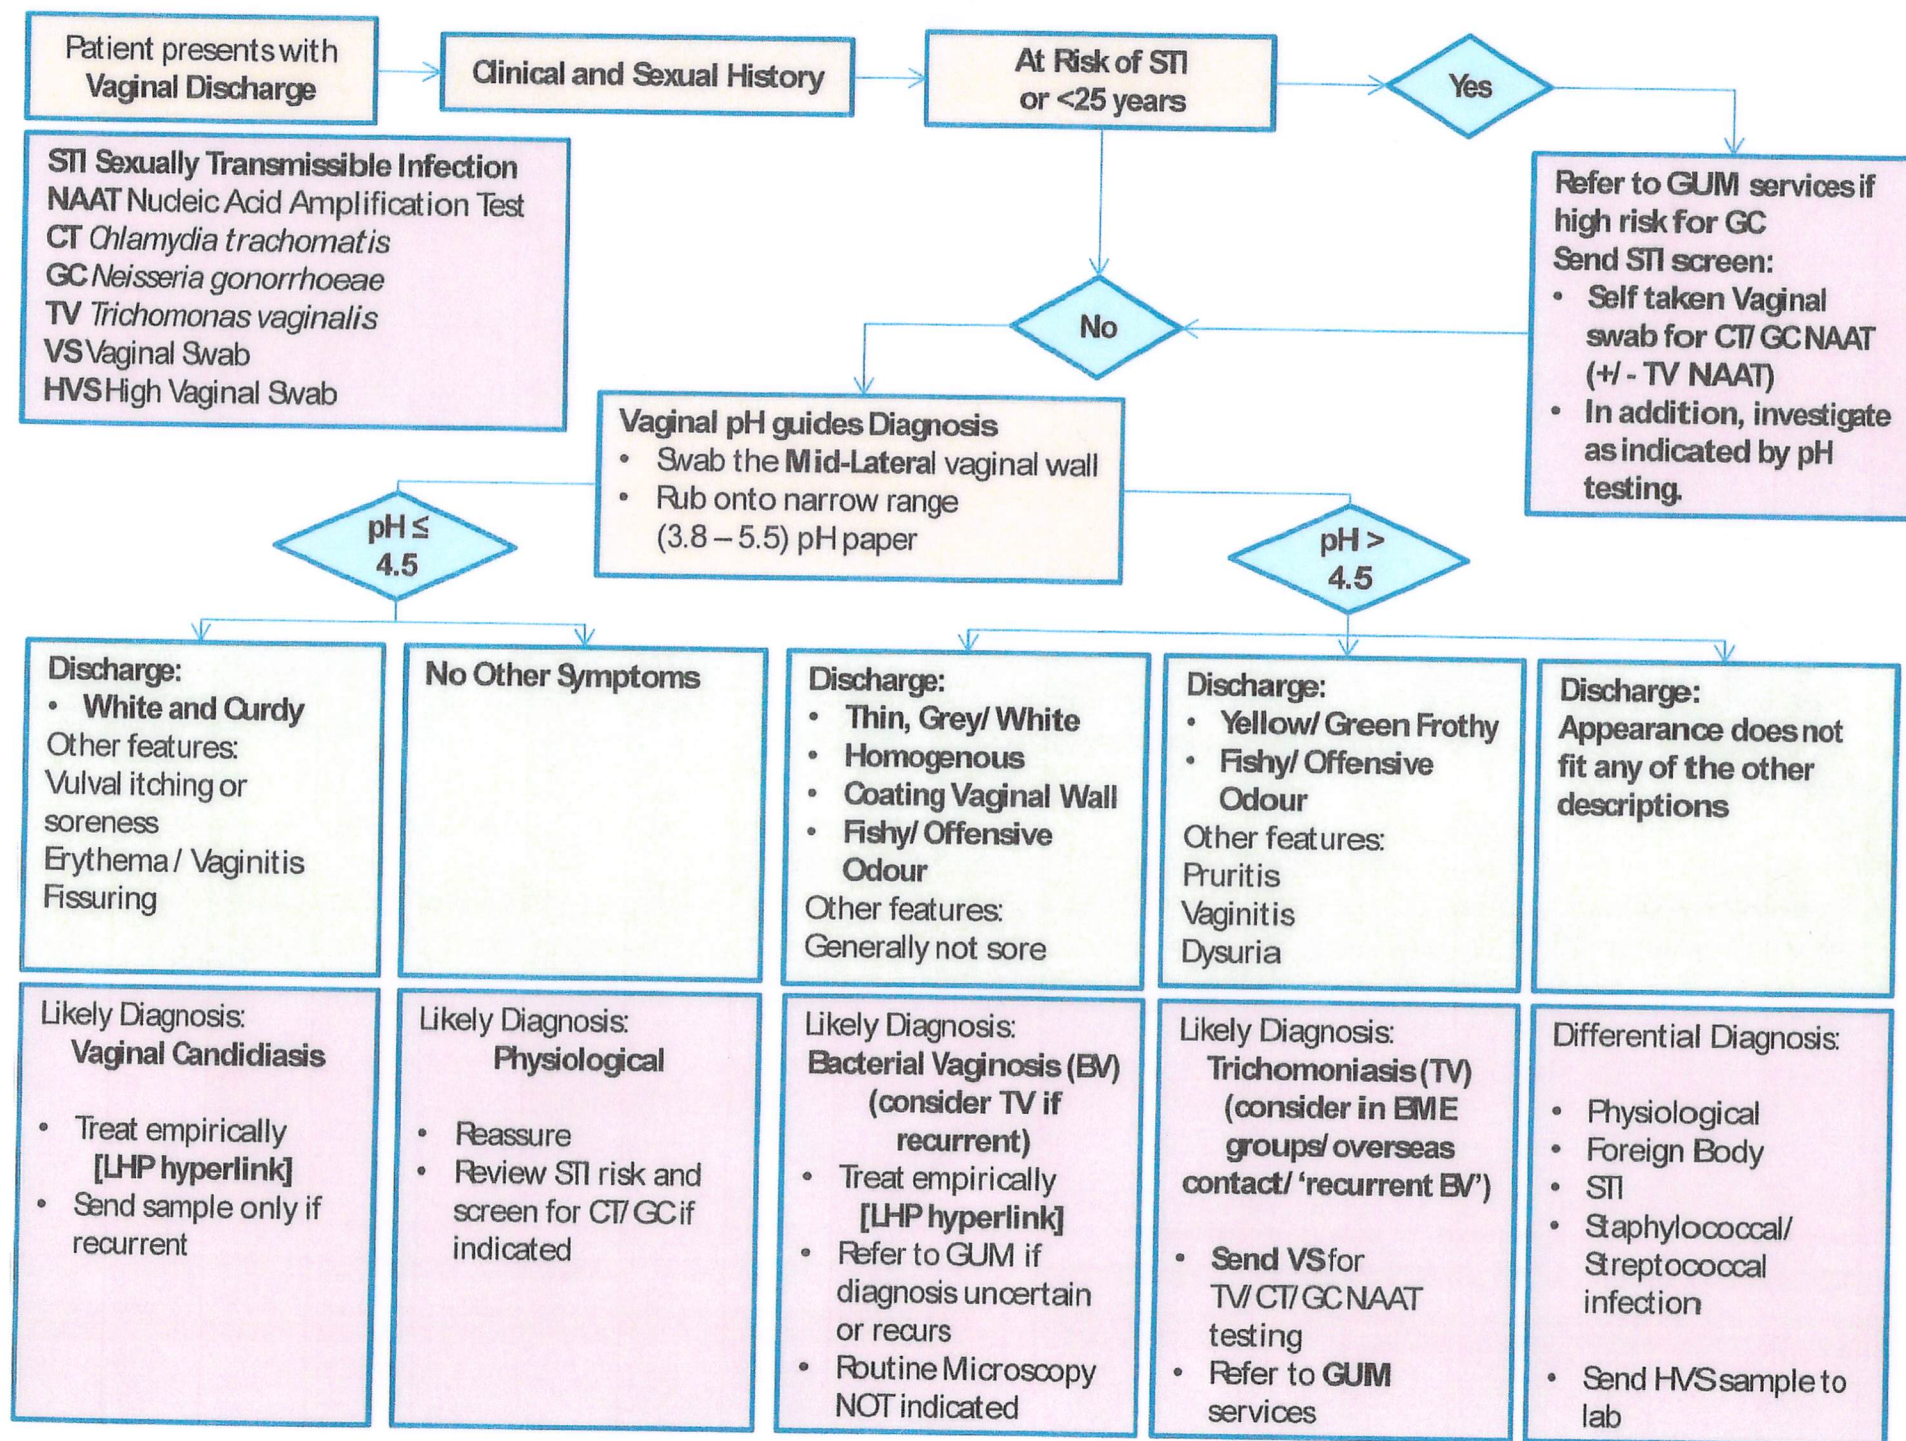 Patient presents with
Vaginal Discharge
Clinical and Sexual History
At Risk of STI
or <25 years
Yes
STI Sexually Transmissible Infection
NAAT Nucleic Acid Amplification Test
CT Chlamydia trachomatis
GC Neisseria gonorrhoeae
TV Trichomonas vaginalis
VS Vaginal Swab
HVS High Vaginal Swab
Refer to GUM services if
high risk for GC
Send STI screen:
• Self taken Vaginal
swab for CT/ GC NAAT
(+/ - TV NAAT)
• In addition, investigate
as indicated by pH
testing.
No
Vaginal pH guides Diagnosis
• Swab the Mid-Lateral vaginal wall
• Rub onto narrow range
(3.8 – 5.5) pH paper
pH ≤
4.5
pH >
4.5
Discharge:
• White and Curdy
Other features:
Vulval itching or
soreness
Erythema / Vaginitis
Fissuring
No Other Symptoms
Discharge:
• Thin, Grey/ White
• Homogenous
• Coating Vaginal Wall
• Fishy/ Offensive
Odour
Other features:
Generally not sore
Discharge:
• Yellow/ Green Frothy
• Fishy/ Offensive
Odour
Other features:
Pruritis
Vaginitis
Dysuria
Discharge:
Appearance does not
fit any of the other
descriptions
Likely Diagnosis:
Vaginal Candidiasis
• Treat empirically
[LHP hyperlink]
• Send sample only if
recurrent
Likely Diagnosis:
Physiological
• Reassure
• Review STI risk and
screen for CT/ GC if
indicated
Likely Diagnosis:
Bacterial Vaginosis (BV)
(consider TV if
recurrent)
• Treat empirically
[LHP hyperlink]
• Refer to GUM if
diagnosis uncertain
or recurs
• Routine Microscopy
NOT indicated
Likely Diagnosis:
Trichomoniasis (TV)
(consider in BME
groups/ overseas
contact/ ‘recurrent BV’)
• Send VS for
TV/ CT/ GC NAAT
testing
• Refer to GUM
services
Differential Diagnosis:
• Physiological
• Foreign Body
• STI
• Staphylococcal/
Streptococcal
infection
• Send HVS sample to
lab